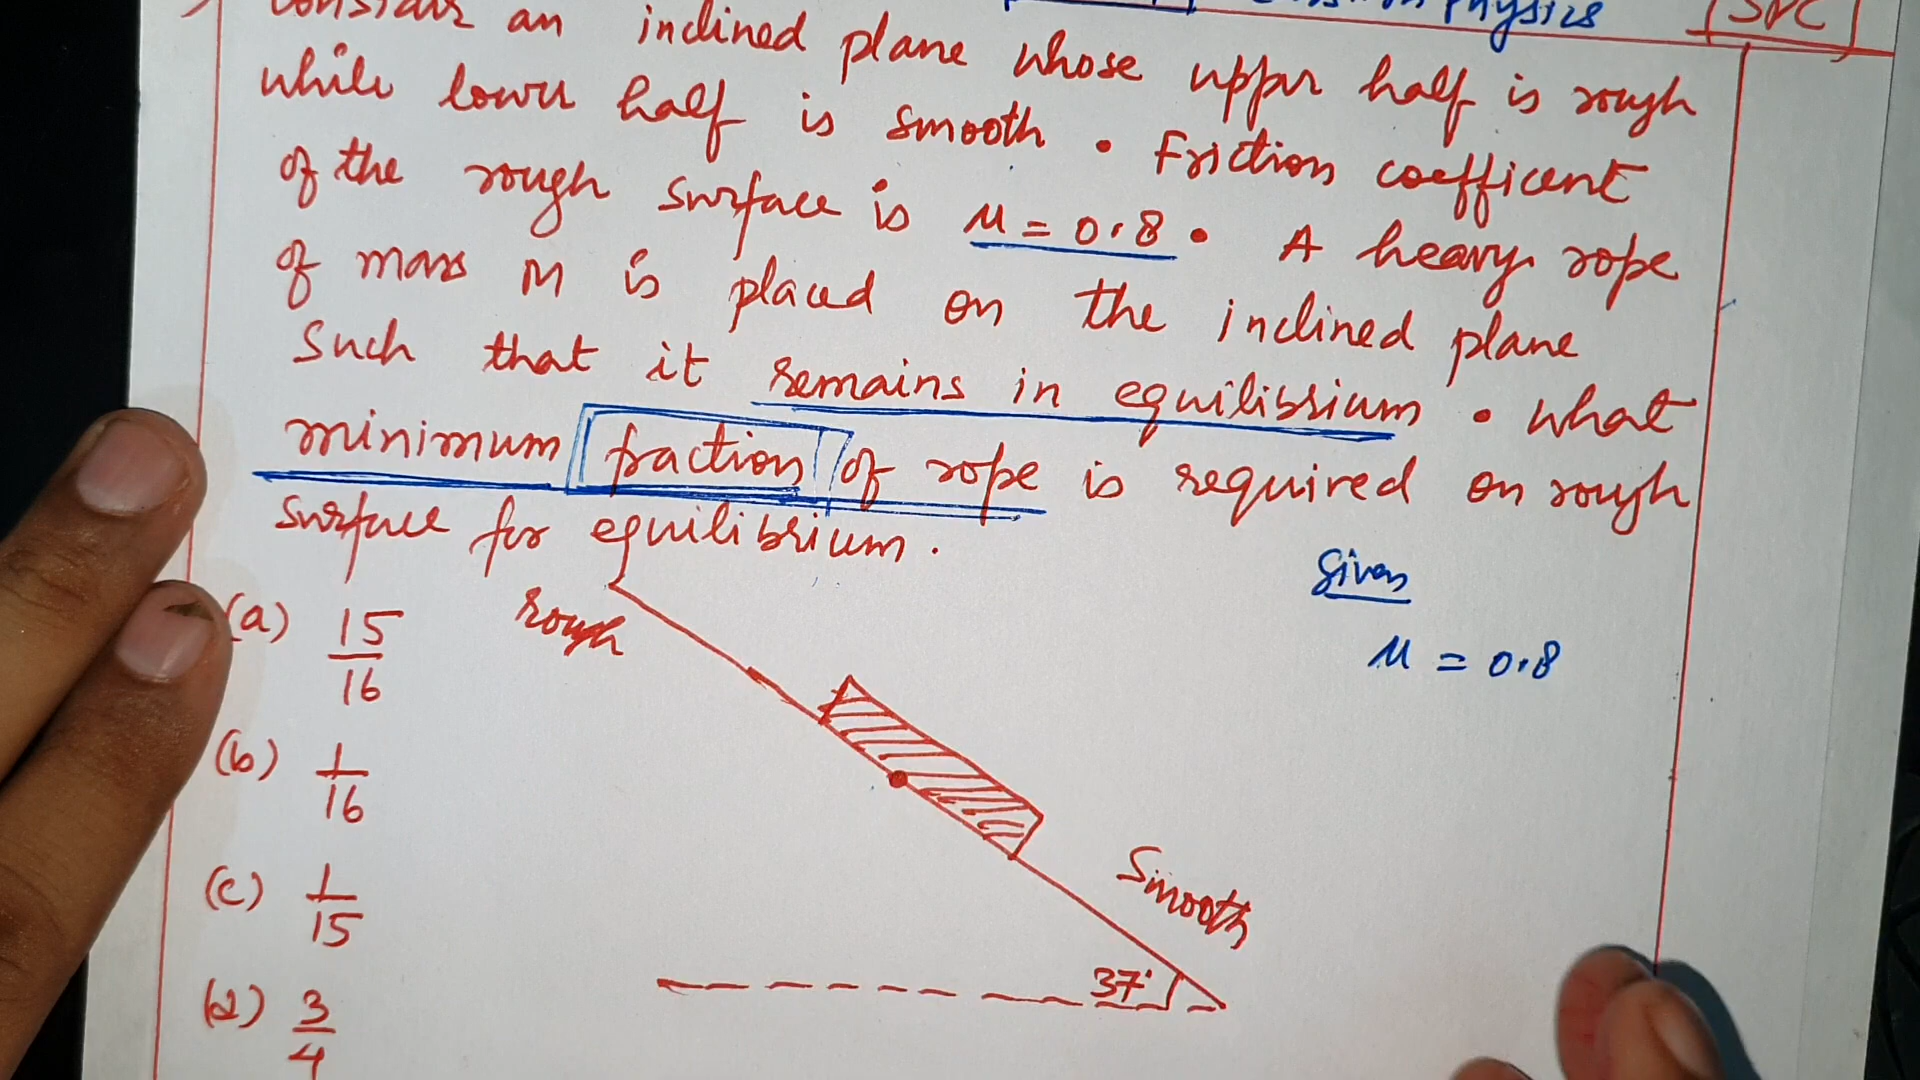 Physics
SPC
an inclined plane whose upper half is rough
while lower half is smooth . Friction coefficent
of the rough surface is μ = 0.8 . A heavy rope
of mass M is placed on the inclined plane
Such that it remains in equilibrium . what
minimum fraction of rope is required on rough
surface for equilibrium .
Given
μ = 0.8
(a) 15/16
rough
(b) 1/16
(c) 1/15
Smooth
37°
(d) 3/4